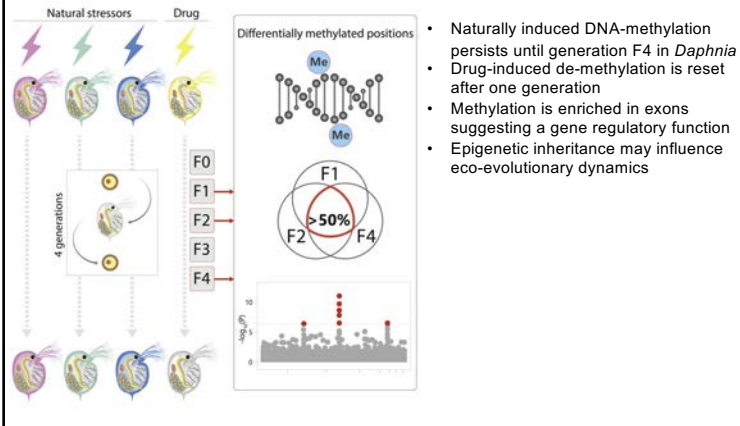 Natural stressors
Drug
4 generations
F0
F1
F2
F3
F4
Differentially methylated positions
Me
Me
F1
>50%
F2
F4
10
5
0
• Naturally induced DNA-methylation
persists until generation F4 in Daphnia
• Drug-induced de-methylation is reset
after one generation
• Methylation is enriched in exons
suggesting a gene regulatory function
• Epigenetic inheritance may influence
eco-evolutionary dynamics